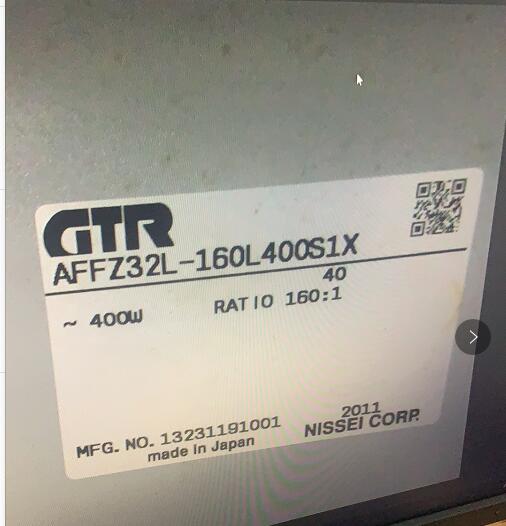 GTR
AFFZ32L-160L400S1X
40
~ 400W
RATIO 160:1
2011
MFG. NO. 13231191001
NISSEI CORP.
made in Japan